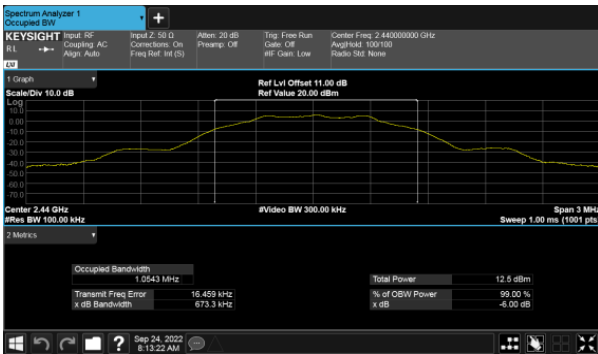 Spectrum Analyzer 1
Occupied BW
+
KEYSIGHT Input: RF Input Z: 50 Ω Atten: 20 dB Trig: Free Run Center Freq: 2.440000000 GHz
R L Coupling: AC Corrections: On Preamp: Off Gate: Off Avg|Hold: 100/100
Align: Auto Freq Ref: Int (S) #IF Gain: Low Radio Std: None
LXI
1 Graph
Ref Lvl Offset 11.00 dB
Scale/Div 10.0 dB Ref Value 20.00 dBm
Log
10.0
0.00
-10.0
-20.0
-30.0
-40.0
-50.0
-60.0
-70.0
Center 2.44 GHz #Video BW 300.00 kHz Span 3 MHz
#Res BW 100.00 kHz Sweep 1.00 ms (1001 pts
2 Metrics
Occupied Bandwidth
1.0543 MHz Total Power 12.5 dBm
Transmit Freq Error 16.459 kHz % of OBW Power 99.00 %
x dB Bandwidth 673.3 kHz x dB -6.00 dB
? Sep 24, 2022
8:13:22 AM